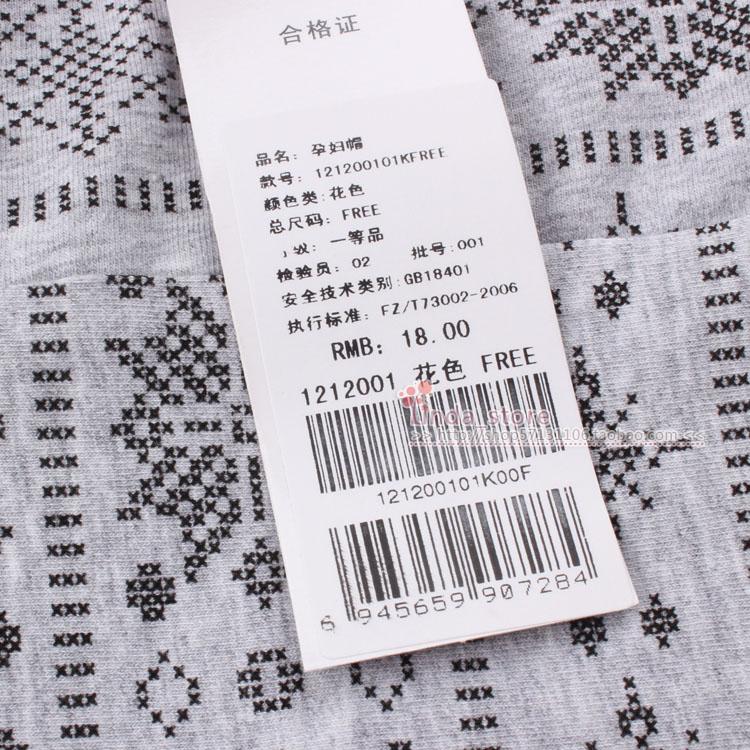 合格证
品名: 孕妇帽
款号: 121200101KFREE
颜色类: 花色
总尺码: FREE
一等品
检验员: 02 批号:001
安全技术类别:GB18401
执行标准: FZ/T73002-2006
RMB: 18.00
1212001 花色 FREE
Linda store
121200101K00F
6 945659 907284